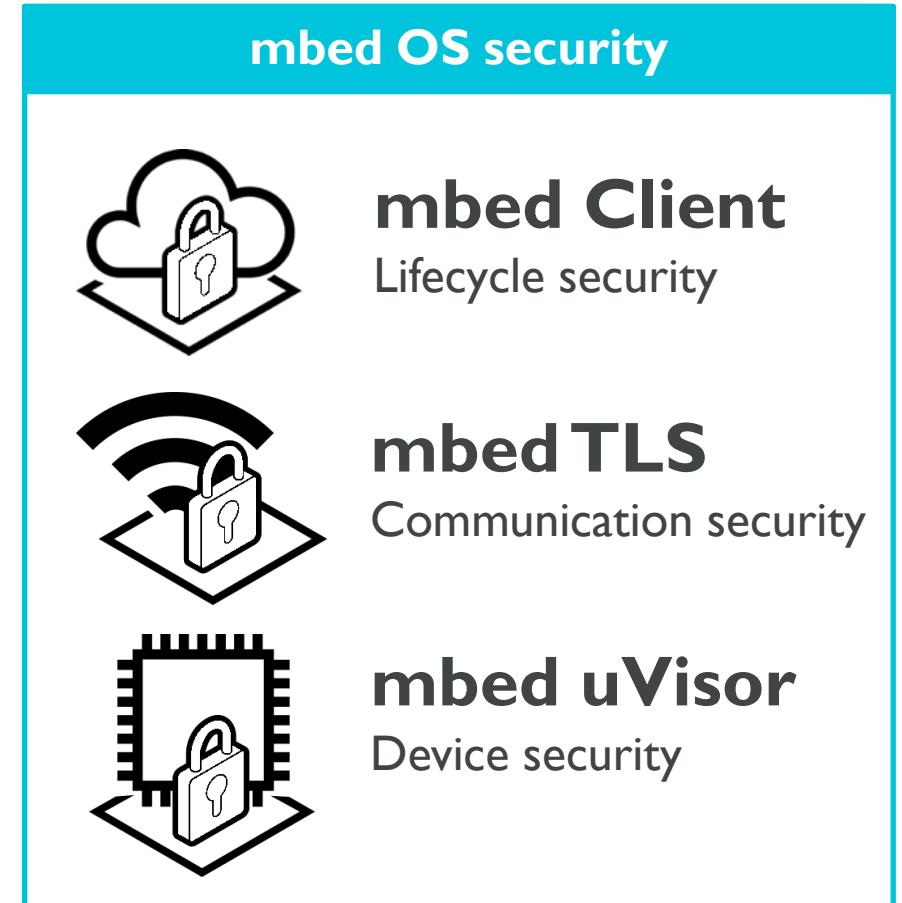 mbed OS security
mbed Client
Lifecycle security
mbed TLS
Communication security
mbed uVisor
Device security